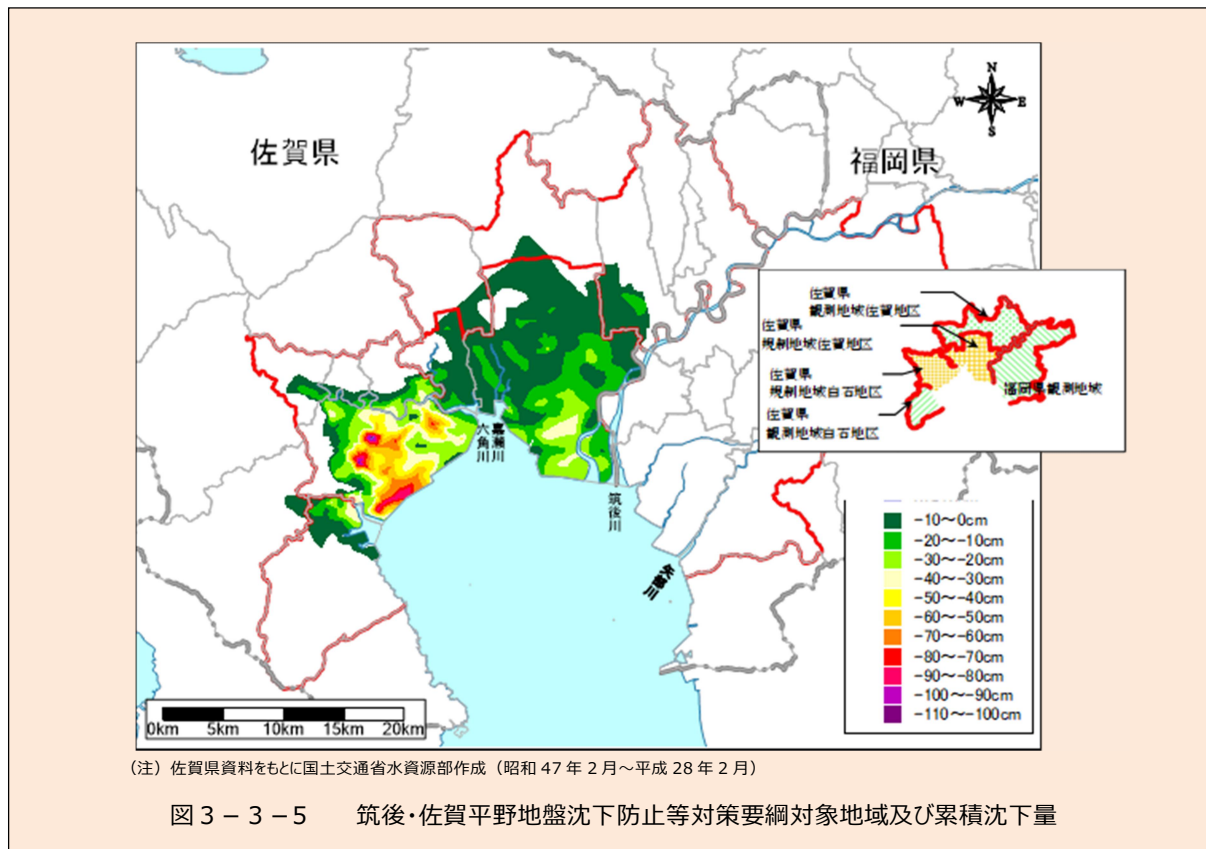 N
W E
S
佐賀県
福岡県
佐賀県
観測地域佐賀地区
佐賀県
規制地域佐賀地区
佐賀県
規制地域白石地区
佐賀県
観測地域白石地区
福岡県観測地域
六角川
嘉瀬川
筑後川
矢部川
-10～0cm
-20～-10cm
-30～-20cm
-40～-30cm
-50～-40cm
-60～-50cm
-70～-60cm
-80～-70cm
-90～-80cm
-100～-90cm
-110～-100cm
0km 5km 10km 15km 20km
（注）佐賀県資料をもとに国土交通省水資源部作成（昭和 47 年 2 月～平成 28 年 2 月）
図３－３－５　筑後・佐賀平野地盤沈下防止等対策要綱対象地域及び累積沈下量